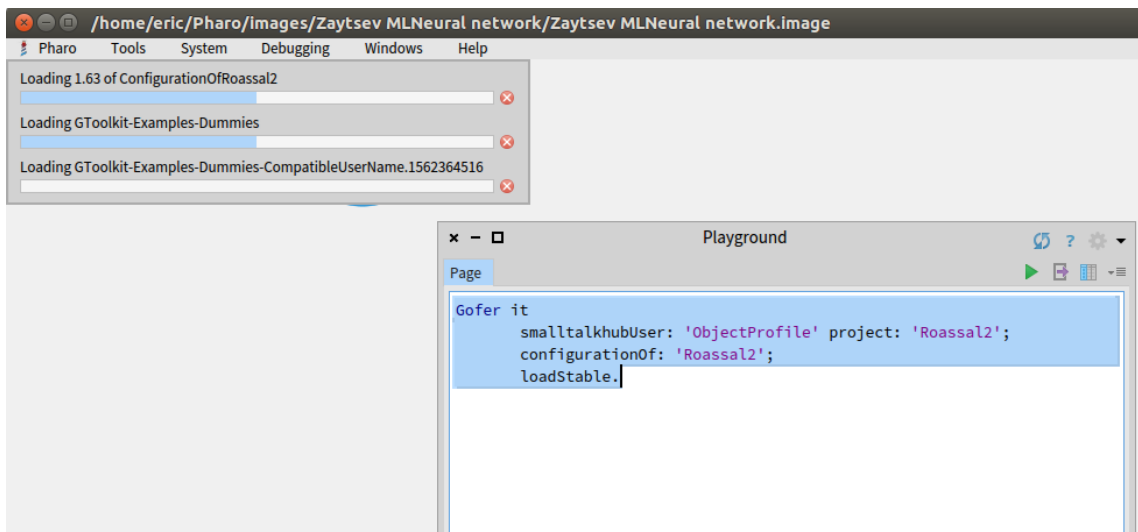 /home/eric/Pharo/images/Zaytsev MLNeural network/Zaytsev MLNeural network.image
Pharo Tools System Debugging Windows Help
Loading 1.63 of ConfigurationOfRoassal2
Loading GToolkit-Examples-Dummies
Loading GToolkit-Examples-Dummies-CompatibleUserName.1562364516
Playground
?
Page
Gofer it
smalltalkhubUser: 'ObjectProfile' project: 'Roassal2';
configurationOf: 'Roassal2';
loadStable.